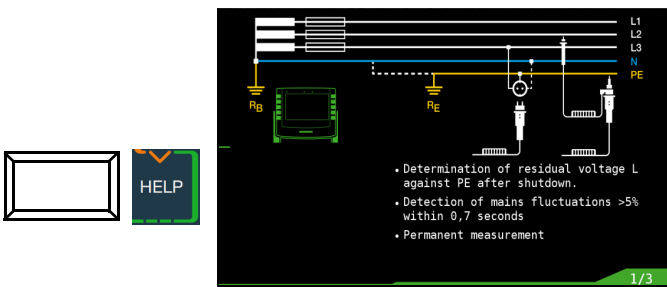 L1
L2
L3
N
PE
RB
RE
HELP
• Determination of residual voltage L
against PE after shutdown.
• Detection of mains fluctuations >5%
within 0,7 seconds
• Permanent measurement
1/3